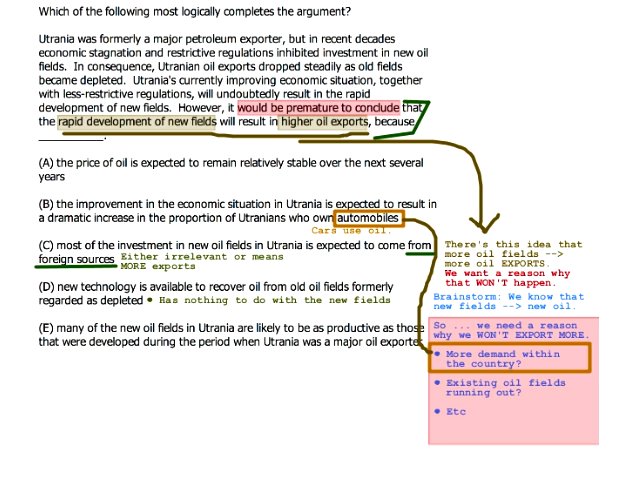 Which of the following most logically completes the argument?
Utrania was formerly a major petroleum exporter, but in recent decades
economic stagnation and restrictive regulations inhibited investment in new oil
fields. In consequence, Utranian oil exports dropped steadily as old fields
became depleted. Utrania's currently improving economic situation, together
with less-restrictive regulations, will undoubtedly result in the rapid
development of new fields. However, it would be premature to conclude that
the rapid development of new fields will result in higher oil exports, because
__________.
(A) the price of oil is expected to remain relatively stable over the next several
years
(B) the improvement in the economic situation in Utrania is expected to result in
a dramatic increase in the proportion of Utranians who own automobiles
Cars use oil.
(C) most of the investment in new oil fields in Utrania is expected to come from
foreign sources Either irrelevant or means
MORE exports
(D) new technology is available to recover oil from old oil fields formerly
regarded as depleted • Has nothing to do with the new fields
(E) many of the new oil fields in Utrania are likely to be as productive as those
that were developed during the period when Utrania was a major oil exporter.
There's this idea that
more oil fields -->
more oil EXPORTS.
We want a reason why
that WON'T happen.
Brainstorm: We know that
new fields --> new oil.
So ... we need a reason
why we WON'T EXPORT MORE.
• More demand within
the country?
• Existing oil fields
running out?
• Etc